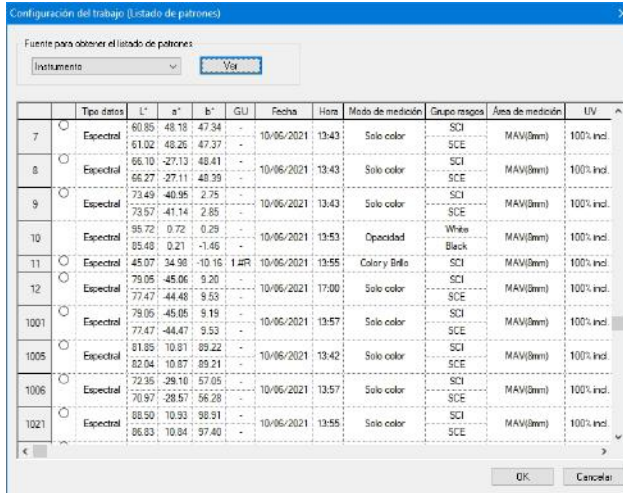 Configuración del trabajo (Listado de patrones)
Fuente para obtener el listado de patrones
Instrumento Ver
Tipo datos L* a* b* GU Fecha Hora Modo de medición Grupo rasgos Área de medición UV
7 Espectral 60.85 48.18 47.34 - 10/06/2021 13:43 Solo color SCI MAV(8mm) 100% incl.
61.02 48.26 47.37 - SCE
8 Espectral 66.10 -27.13 48.41 - 10/06/2021 13:43 Solo color SCI MAV(8mm) 100% incl.
66.27 -27.11 48.39 - SCE
9 Espectral 73.49 -40.95 2.75 - 10/06/2021 13:43 Solo color SCI MAV(8mm) 100% incl.
73.57 -41.14 2.85 - SCE
10 Espectral 95.72 0.72 0.29 - 10/06/2021 13:53 Opacidad White MAV(8mm) 100% incl.
85.48 0.21 -1.46 - Black
11 Espectral 45.07 34.98 -10.16 1.#R 10/06/2021 13:55 Color y Brillo SCI MAV(8mm) 100% incl.
12 Espectral 79.05 -45.06 9.20 - 10/06/2021 17:00 Solo color SCI MAV(8mm) 100% incl.
77.47 -44.48 9.53 - SCE
1001 Espectral 79.05 -45.05 9.19 - 10/06/2021 13:57 Solo color SCI MAV(8mm) 100% incl.
77.47 -44.47 9.53 - SCE
1005 Espectral 81.85 10.81 89.22 - 10/06/2021 13:42 Solo color SCI MAV(8mm) 100% incl.
82.04 10.87 89.21 - SCE
1006 Espectral 72.35 -29.10 57.05 - 10/06/2021 13:57 Solo color SCI MAV(8mm) 100% incl.
70.97 -28.57 56.28 - SCE
1021 Espectral 88.50 10.93 98.91 - 10/06/2021 13:55 Solo color SCI MAV(8mm) 100% incl.
86.83 10.84 97.40 - SCE
OK Cancelar